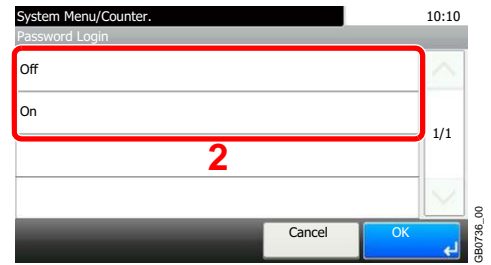 System Menu/Counter. 10:10
Password Login
Off
On
1/1
2
Cancel OK
GB0736_00